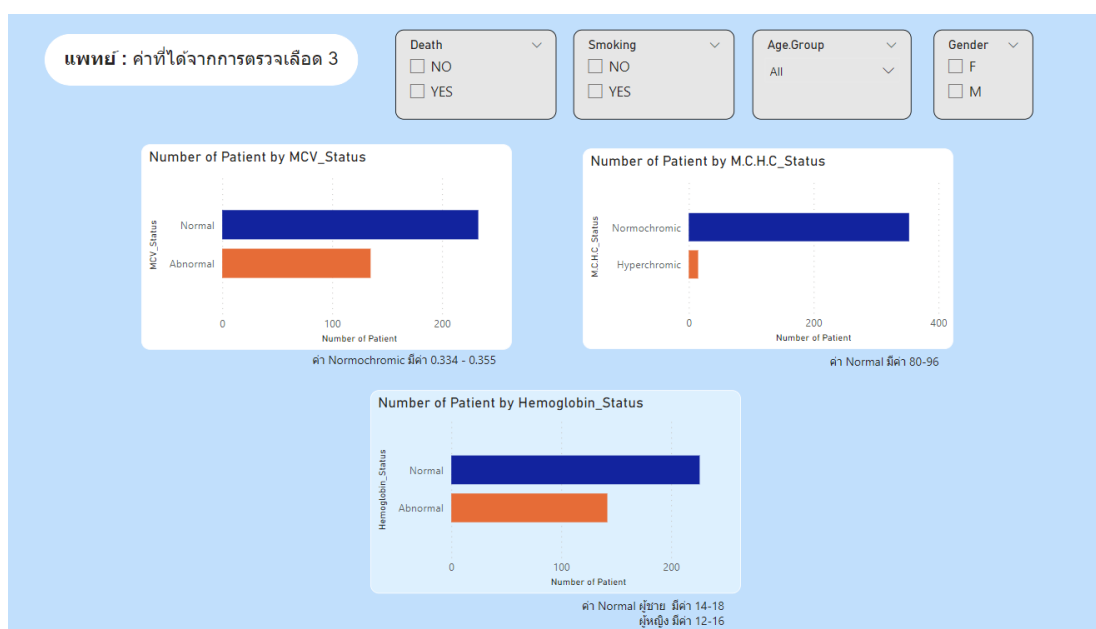 แพทย์ : ค่าที่ได้จากการตรวจเลือด 3
Death
NO
YES
Smoking
NO
YES
Age.Group
All
Gender
F
M
Number of Patient by MCV_Status
MCV_Status
Normal
Abnormal
0 100 200
Number of Patient
ค่า Normochromic มีค่า 0.334 - 0.355
Number of Patient by M.C.H.C_Status
M.C.H.C_Status
Normochromic
Hyperchromic
0 200 400
Number of Patient
ค่า Normal มีค่า 80-96
Number of Patient by Hemoglobin_Status
Hemoglobin_Status
Normal
Abnormal
0 100 200
Number of Patient
ค่า Normal ผู้ชาย มีค่า 14-18
ผู้หญิง มีค่า 12-16